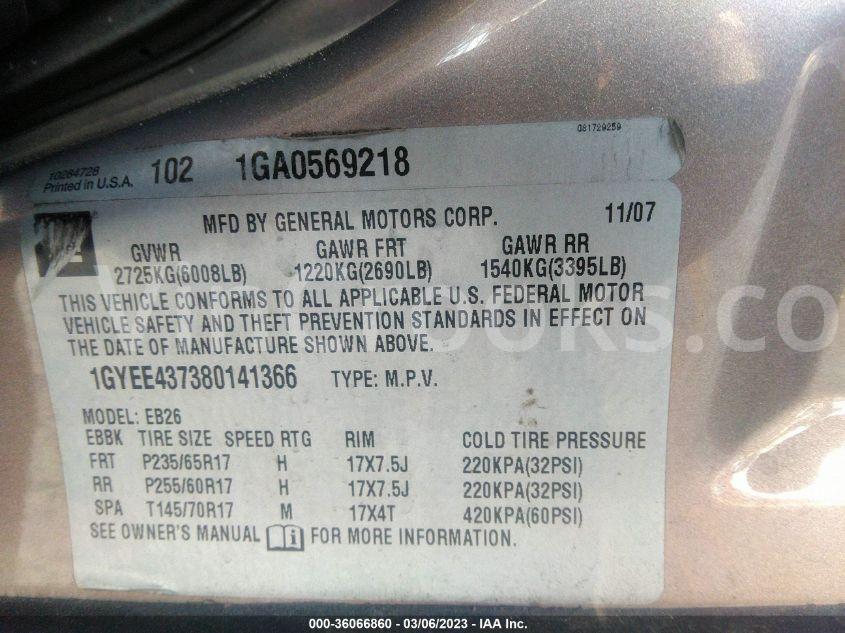 081729259
10264728
Printed in U.S.A. 102 1GA0569218
MFD BY GENERAL MOTORS CORP. 11/07
GVWR GAWR FRT GAWR RR
2725KG(6008LB) 1220KG(2690LB) 1540KG(3395LB)
THIS VEHICLE CONFORMS TO ALL APPLICABLE U.S. FEDERAL MOTOR
VEHICLE SAFETY AND THEFT PREVENTION STANDARDS IN EFFECT ON
THE DATE OF MANUFACTURE SHOWN ABOVE.
1GYEE437380141366 TYPE: M.P.V.
MODEL: EB26
EBBK TIRE SIZE SPEED RTG RIM COLD TIRE PRESSURE
FRT P235/65R17 H 17X7.5J 220KPA(32PSI)
RR P255/60R17 H 17X7.5J 220KPA(32PSI)
SPA T145/70R17 M 17X4T 420KPA(60PSI)
SEE OWNER'S MANUAL i FOR MORE INFORMATION.
000-36066860 - 03/06/2023 - © IAA Inc.